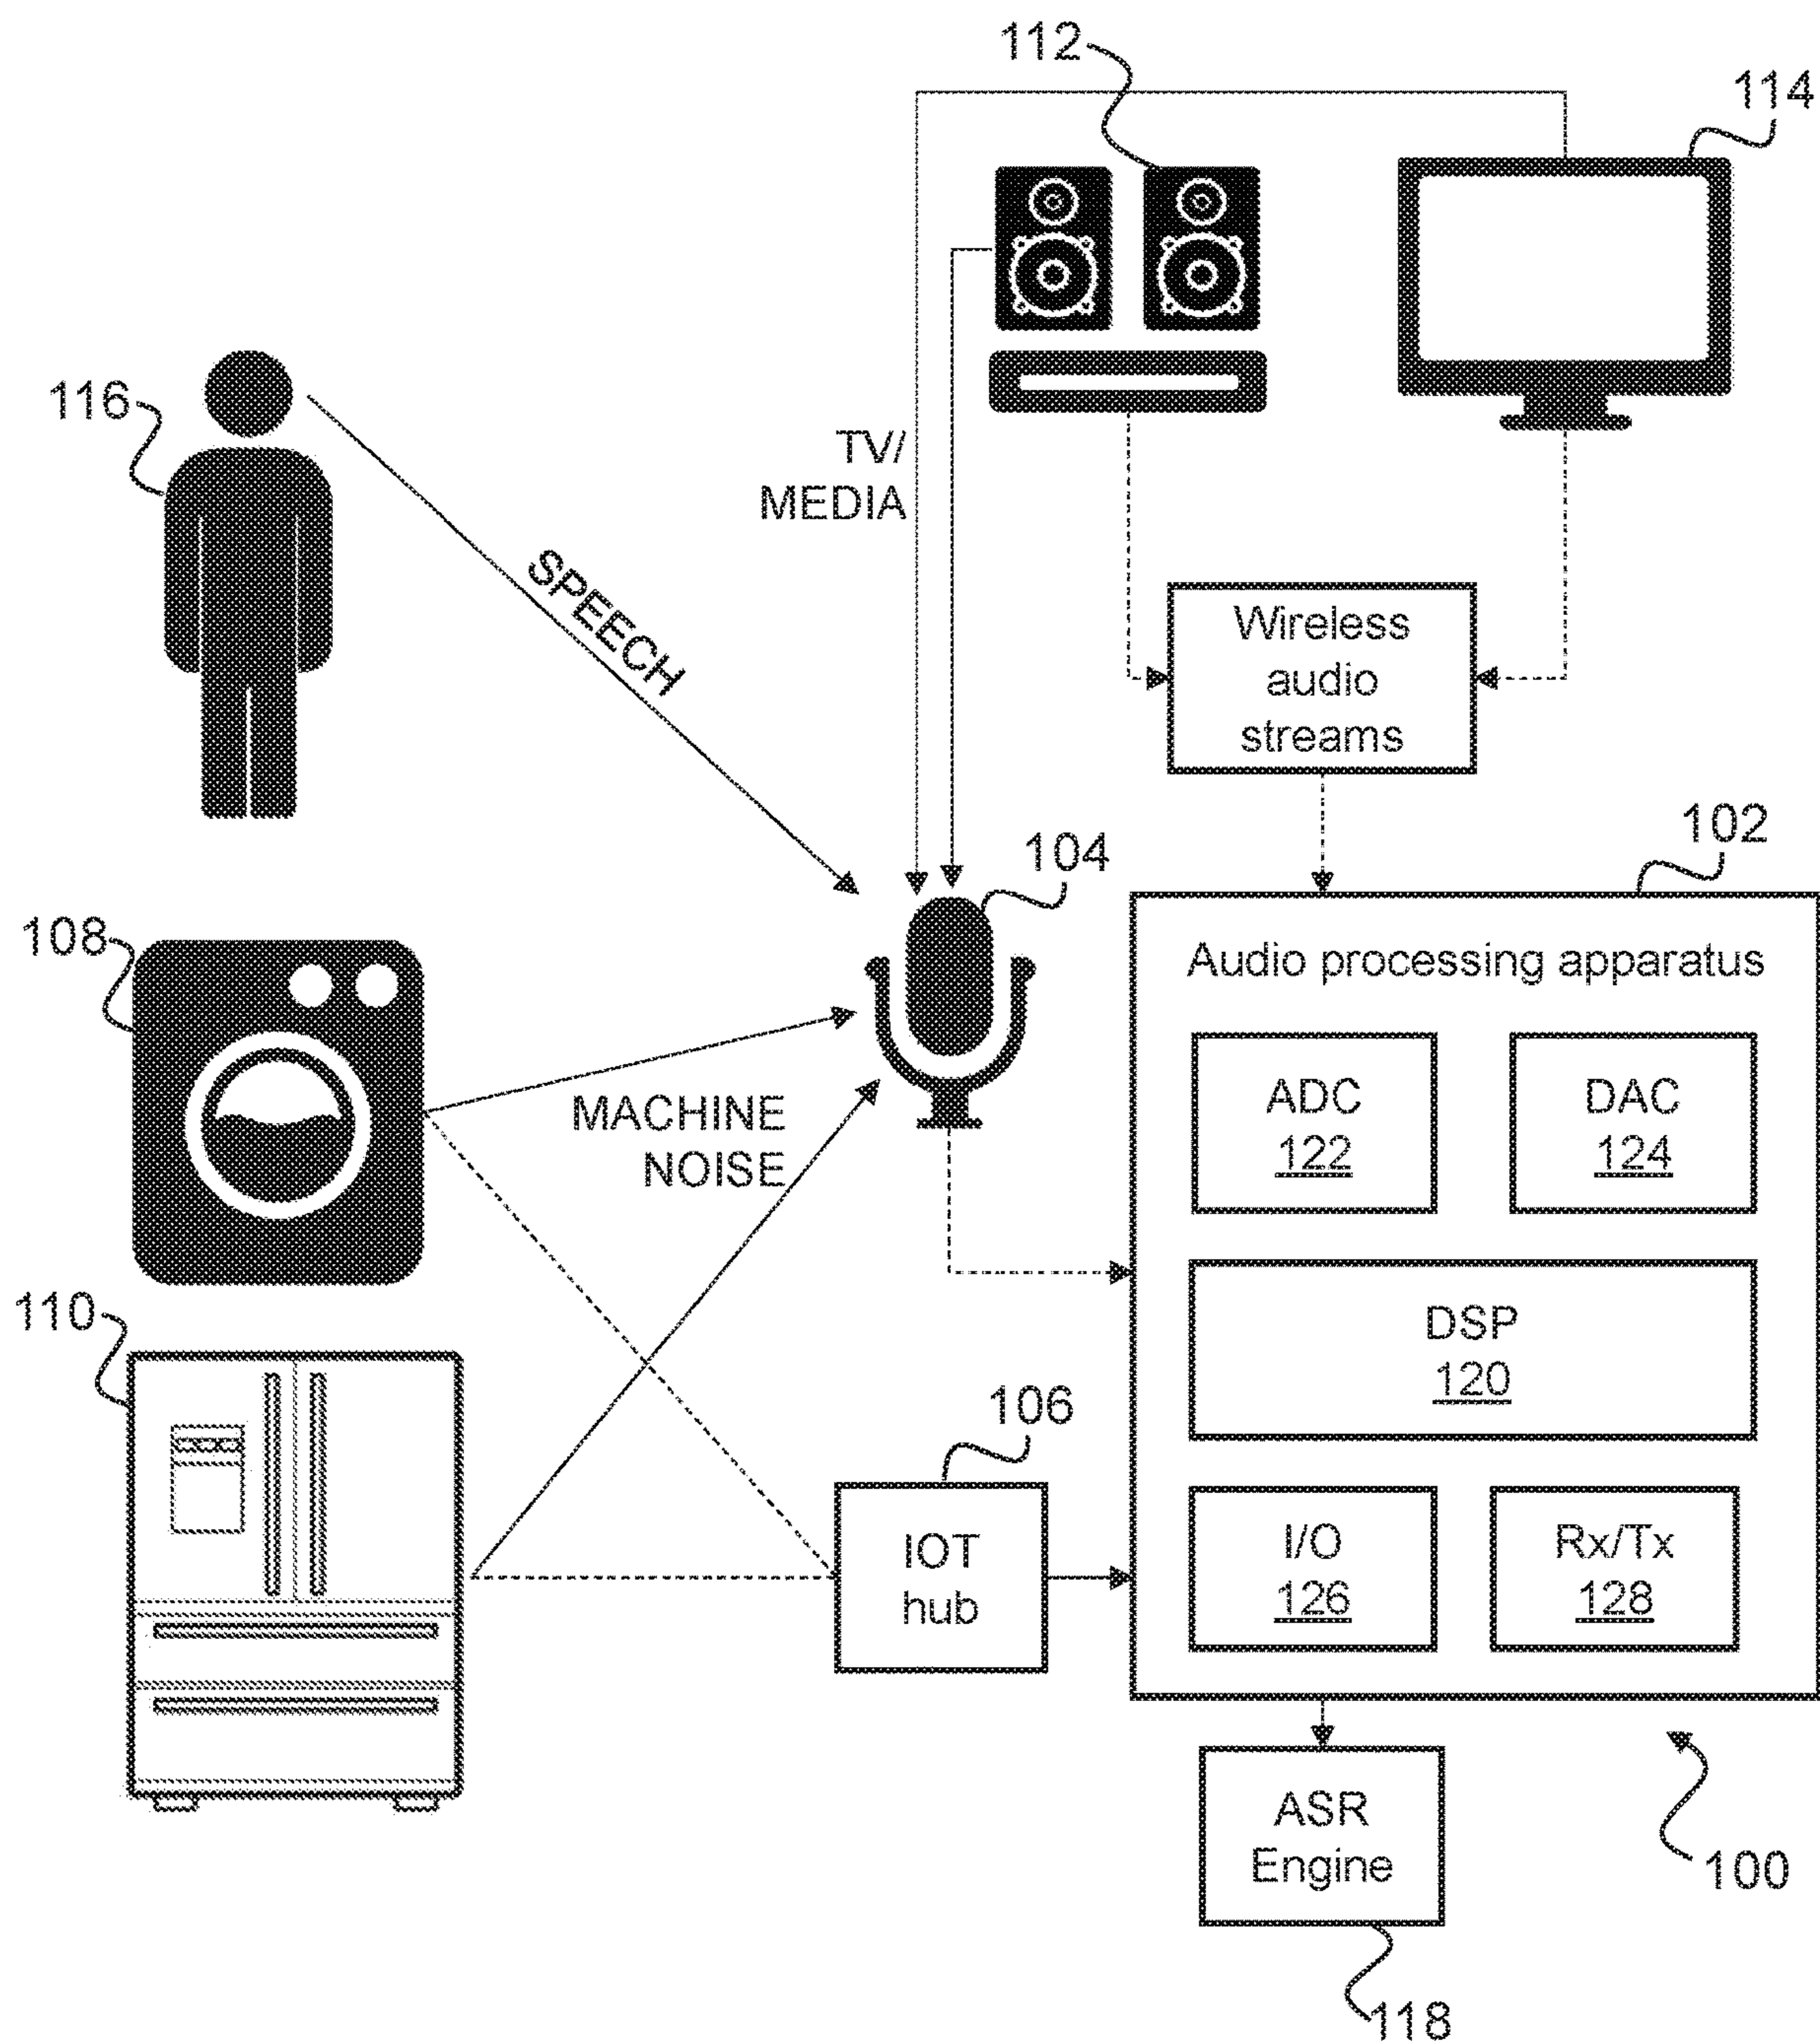 112
114
116
TV/
MEDIA
SPEECH
Wireless
audio
streams
102
104
108
Audio processing apparatus
ADC
122
DAC
124
MACHINE
NOISE
110
DSP
120
106
IOT
hub
I/O
126
Rx/Tx
128
ASR
Engine
100
118